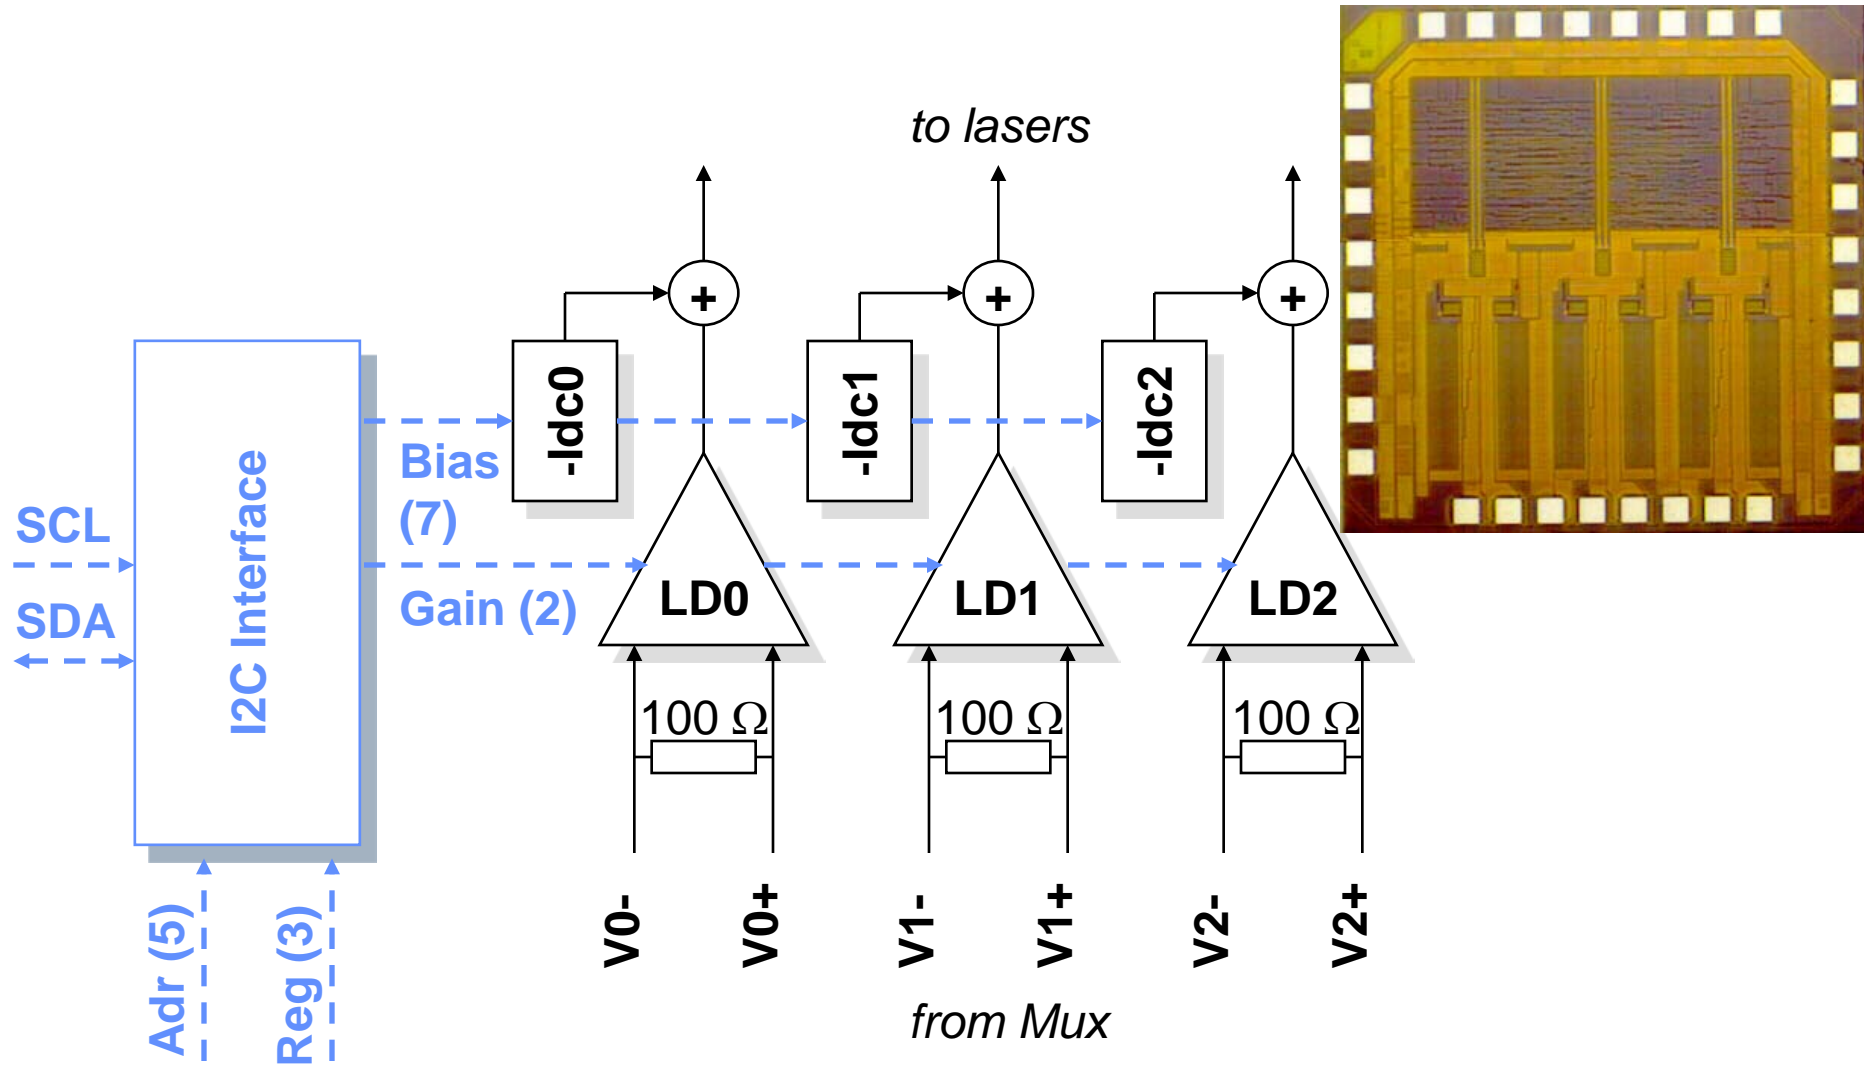 to lasers
+
+
+
-Idc0
-Idc1
-Idc2
Bias
(7)
SCL
SDA
I2C Interface
Gain (2)
LD0
LD1
LD2
100 Ω
100 Ω
100 Ω
Adr (5)
Reg (3)
V0-
V0+
V1-
V1+
V2-
V2+
from Mux